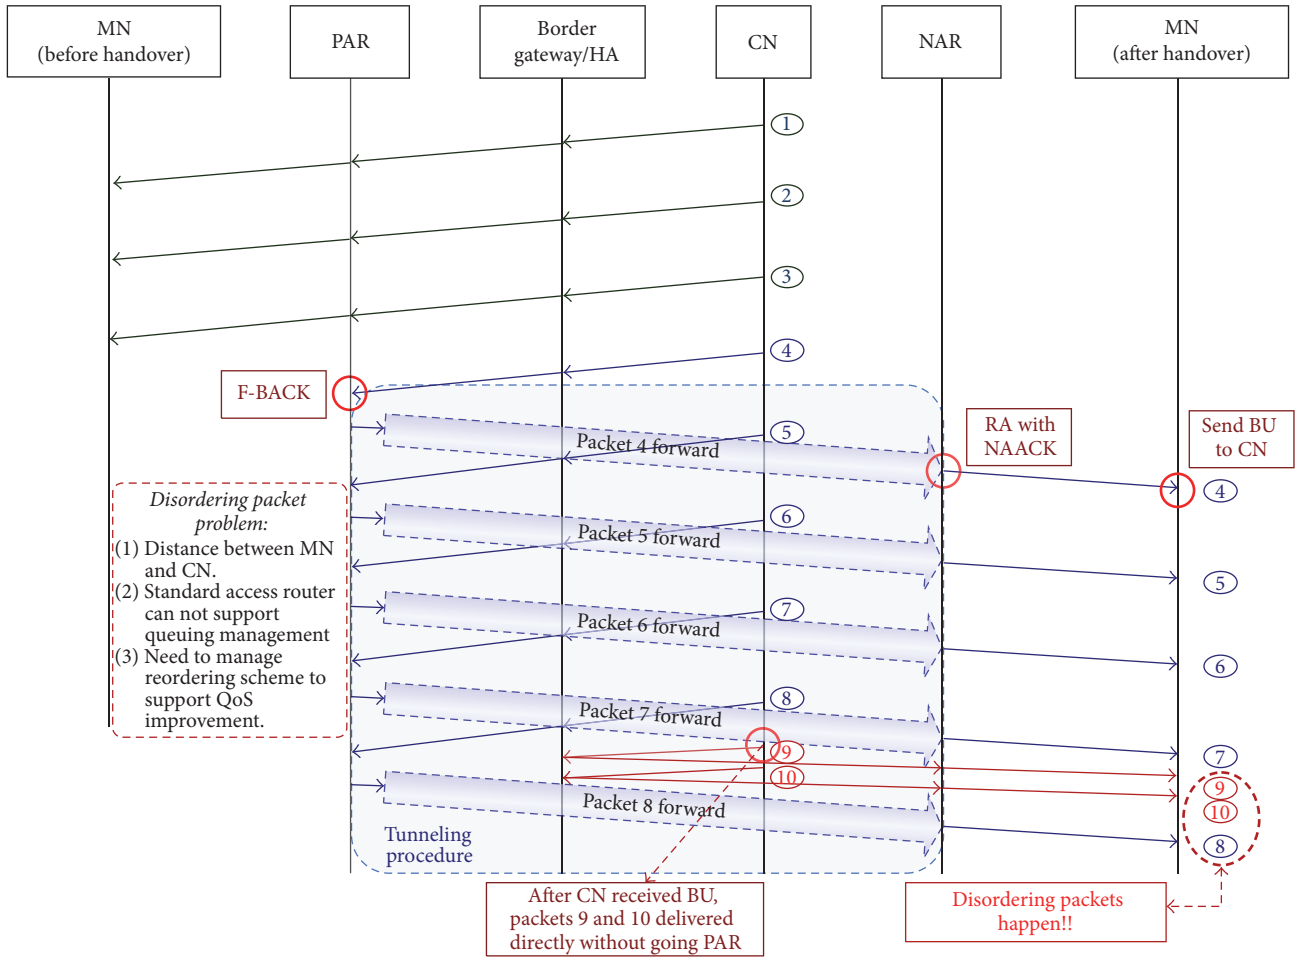 MN
(before handover)
PAR
Border
gateway/HA
CN
NAR
MN
(after handover)
1
2
3
4
F-BACK
5
Packet 4 forward
RA with
NAACK
Send BU
to CN
4
Disordering packet
problem:
(1) Distance between MN
and CN.
(2) Standard access router
can not support
queuing management
(3) Need to manage
reordering scheme to
support QoS
improvement.
6
Packet 5 forward
5
7
Packet 6 forward
6
8
Packet 7 forward
9
7
10
9
Packet 8 forward
10
8
Tunneling
procedure
After CN received BU,
packets 9 and 10 delivered
directly without going PAR
Disordering packets
happen!!